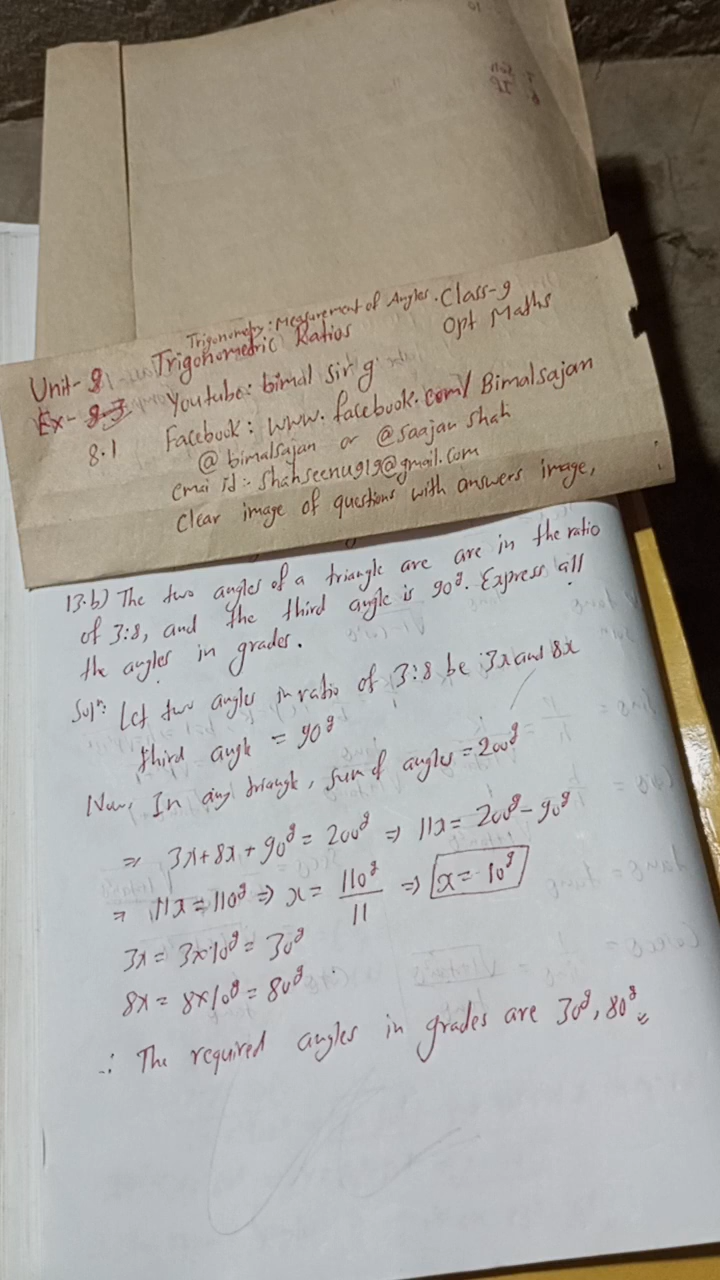 Trigonometry: Measurement of Angles. Class-9
Unit-8 Trigonometric Ratios Opt Maths
Ex- 8.3 Youtube: bimal sir g
8.1 Facebook: www.facebook.com/Bimalsajan
@bimalsajan or @saajan shah
emai id:- shahseenu919@gmail.com
Clear image of questions with answers image,
13.b) The two angles of a triangle are are in the ratio
of 3:8, and the third angle is 90g. Express all
the angles in grades.
Soln: Let two angles in ratio of 3:8 be 3x and 8x
third angle = 90g
Now, In any triangle, sum of angles = 200g
⇒ 3x+8x+90g = 200g ⇒ 11x = 200g-90g
⇒ 11x = 110g ⇒ x = 110g/11 ⇒ x = 10g
3x = 3x10g = 30g
8x = 8x10g = 80g
∴ The required angles in grades are 30g, 80g